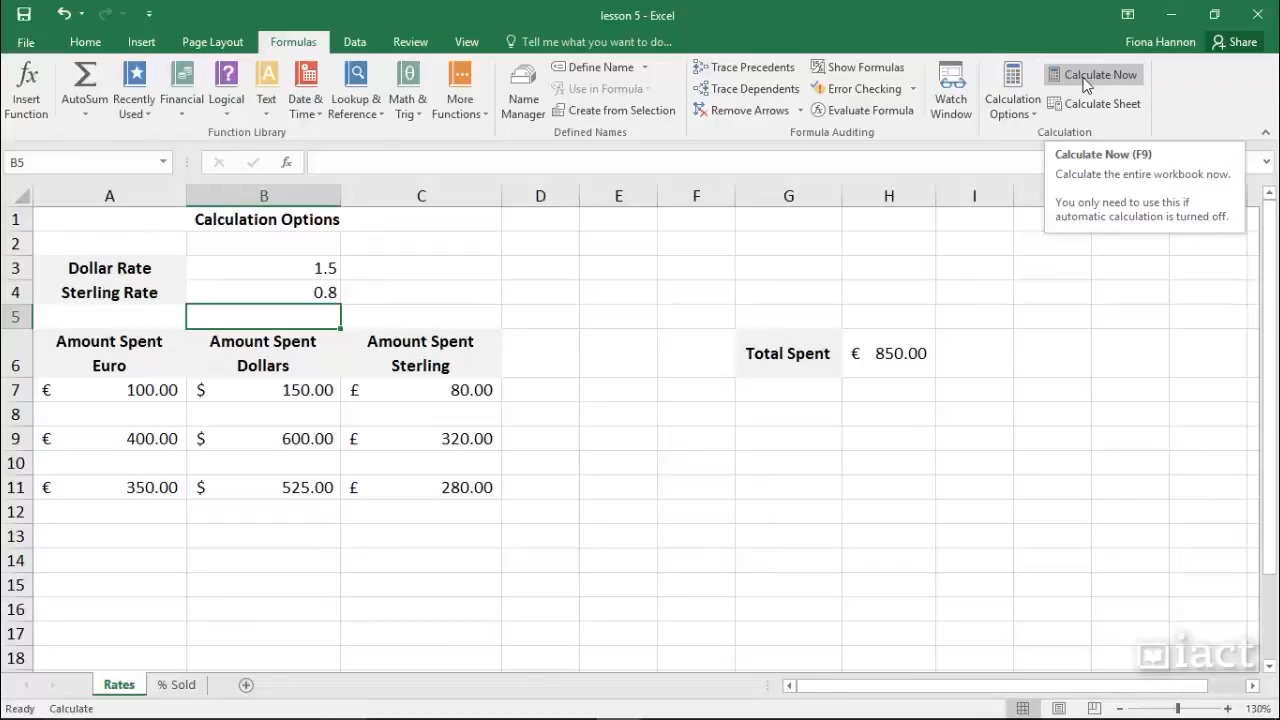 lesson 5 - Excel
File Home Insert Page Layout Formulas Data Review View Tell me what you want to do... Fiona Hannon Share
Insert Function
AutoSum
Recently Used
Financial
Logical
Text
Date & Time
Lookup & Reference
Math & Trig
More Functions
Function Library
Name Manager
Define Name
Use in Formula
Create from Selection
Defined Names
Trace Precedents
Trace Dependents
Remove Arrows
Show Formulas
Error Checking
Evaluate Formula
Formula Auditing
Watch Window
Calculation Options
Calculate Now
Calculate Sheet
Calculation
Calculate Now (F9)
Calculate the entire workbook now.
You only need to use this if
automatic calculation is turned off.
B5 fx
A B C D E F G H I
1 Calculation Options
2
3 Dollar Rate 1.5
4 Sterling Rate 0.8
5
Amount Spent Amount Spent Amount Spent
6 Euro Dollars Sterling Total Spent € 850.00
7 € 100.00 $ 150.00 £ 80.00
8
9 € 400.00 $ 600.00 £ 320.00
10
11 € 350.00 $ 525.00 £ 280.00
12
13
14
15
16
17
18
iact
Rates % Sold
Ready Calculate 130%